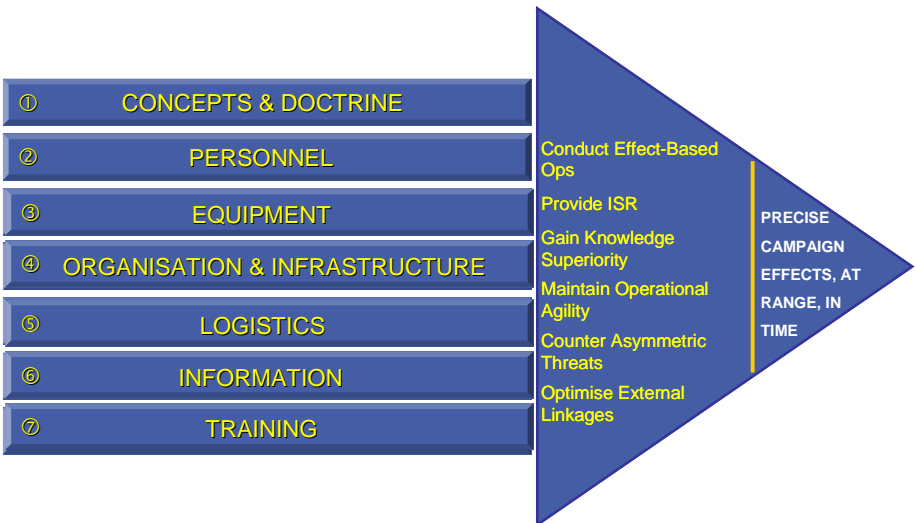 ① CONCEPTS & DOCTRINE
② PERSONNEL
③ EQUIPMENT
④ ORGANISATION & INFRASTRUCTURE
⑤ LOGISTICS
⑥ INFORMATION
⑦ TRAINING
Conduct Effect-Based
Ops
Provide ISR
Gain Knowledge
Superiority
Maintain Operational
Agility
Counter Asymmetric
Threats
Optimise External
Linkages
PRECISE
CAMPAIGN
EFFECTS, AT
RANGE, IN
TIME